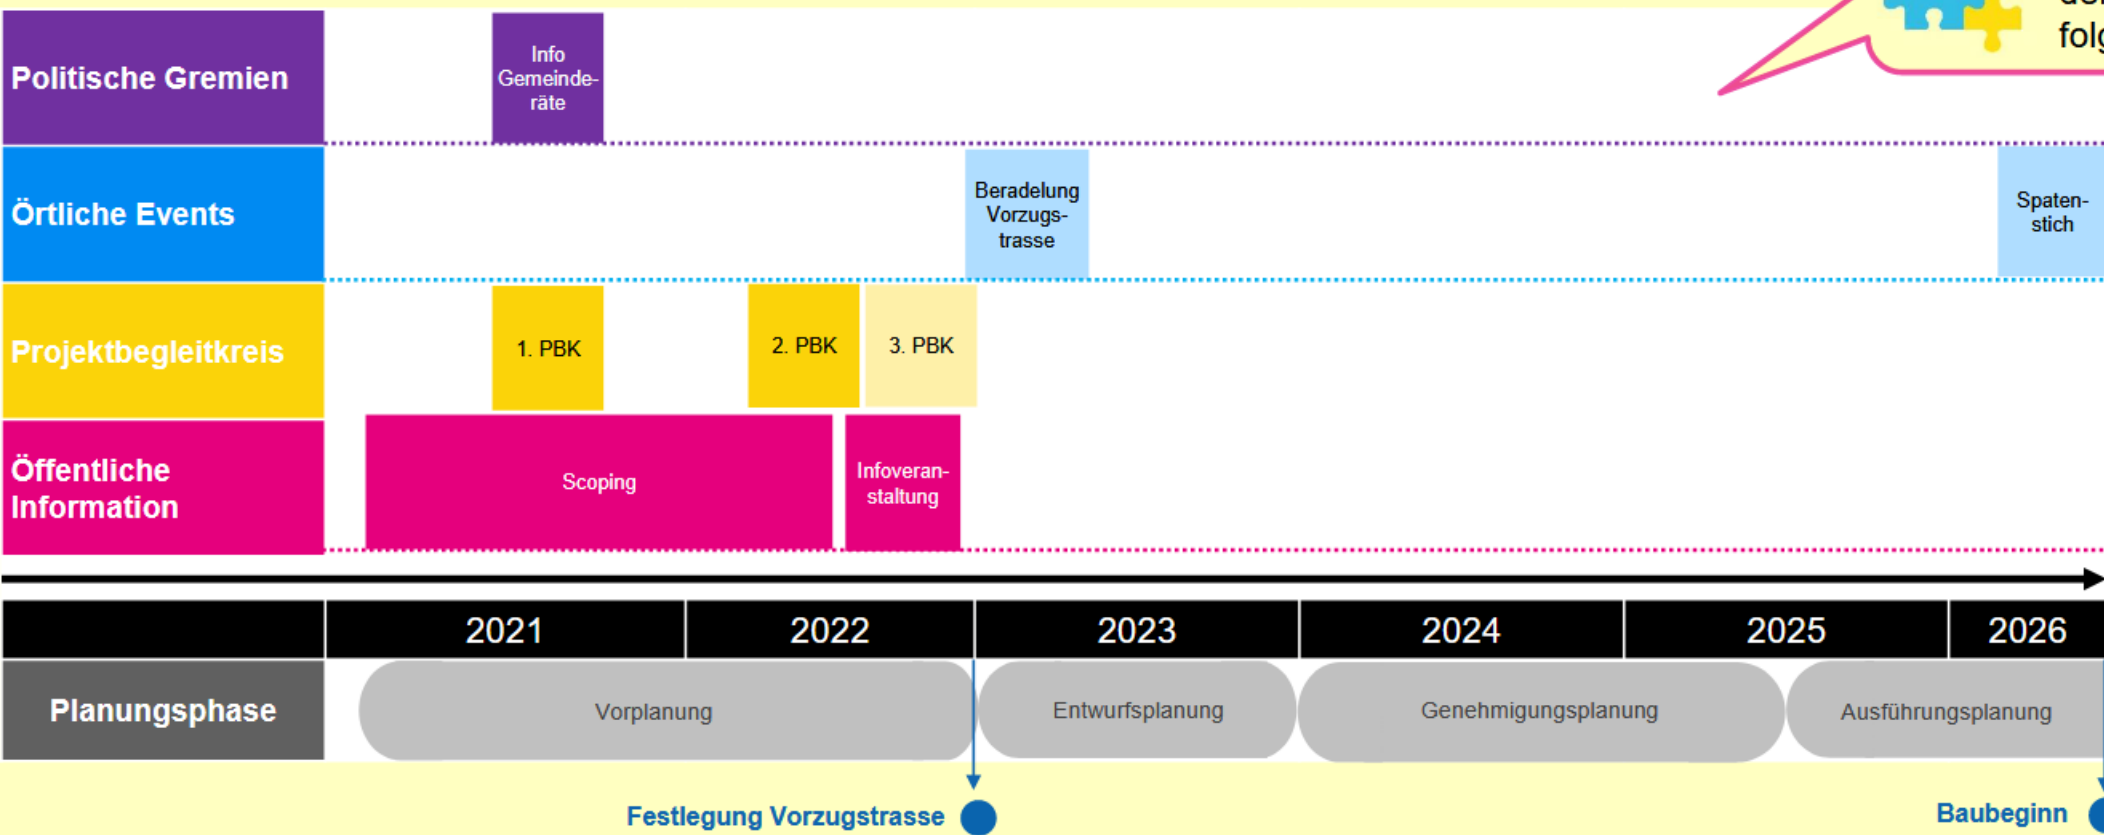 folg
Politische Gremien
Info
Gemeinde-
räte
Örtliche Events
Beradelung
Vorzugs-
trasse
Spaten-
stich
Projektbegleitkreis
1. PBK
2. PBK
3. PBK
Öffentliche
Information
Scoping
Infoveran-
staltung
2021
2022
2023
2024
2025
2026
Planungsphase
Vorplanung
Entwurfsplanung
Genehmigungsplanung
Ausführungsplanung
Festlegung Vorzugstrasse
Baubeginn